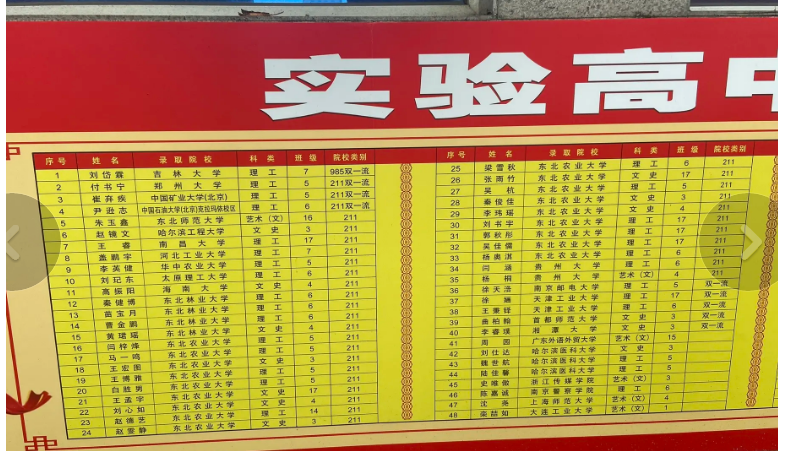 实验高中
序号 姓名 录取院校 科类 班级 院校类别
1 刘岱霖 吉林大学 理工 7 985双一流
2 付书宁 郑州大学 理工 5 211双一流
3 崔弃疾 中国矿业大学(北京) 理工 5 211双一流
4 尹逊志 中国石油大学(北京)克拉玛依校区 理工 6 211双一流
5 朱玉鑫 东北师范大学 艺术（文） 16 211
6 赵镜文 哈尔滨工程大学 文史 3 211
7 王睿 南昌大学 理工 17 211
8 嵩鹏宇 河北工业大学 理工 7 211
9 李英健 华中农业大学 理工 5 211
10 刘纪东 太原理工大学 理工 6 211
11 高振阳 海南大学 文史 4 211
12 秦健博 东北林业大学 理工 6 211
13 苗宝月 东北林业大学 理工 6 211
14 曹金鹏 东北林业大学 理工 6 211
15 黄珺瑶 东北林业大学 文史 4 211
16 闫梓烽 东北农业大学 理工 5 211
17 马一鸣 东北农业大学 理工 5 211
18 王宏图 东北农业大学 文史 3 211
19 王博雅 东北农业大学 理工 5 211
20 白胜男 东北农业大学 理工 5 211
21 王孟宇 东北农业大学 文史 17 211
22 刘心如 东北农业大学 文史 4 211
23 赵德艺 东北农业大学 理工 14 211
24 赵雯静 东北农业大学 文史 3 211
序号 姓名 录取院校 科类 班级 院校类别
25 梁雪秋 东北农业大学 理工 6 211
26 张雨竹 东北农业大学 文史 17 211
27 吴杭 东北农业大学 理工 5 211
28 秦俊佳 东北农业大学 文史 3 211
29 李玮瑶 东北农业大学 文史 4 211
30 刘书宇 东北农业大学 理工 17 211
31 郭秋彤 东北农业大学 理工 17 211
32 吴佳儒 东北农业大学 理工 17 211
33 杨奥淇 东北农业大学 理工 6 211
34 闫涵 贵州大学 理工 6 211
35 杨桐 贵州大学 艺术（文） 4 211
36 徐天浩 南京邮电大学 理工 5 双一流
37 徐 天津工业大学 理工 17 双一流
38 王秉铎 天津工业大学 理工 6 双一流
39 曲柏翰 首都师范大学 文史 3 双一流
40 李睿璞 湘潭大学 文史 3 双一流
41 周园 广东外语外贸大学 艺术（文） 15
42 刘仕达 哈尔滨医科大学 文史 3
43 魏世航 哈尔滨医科大学 理工 5
44 陆佳馨 哈尔滨医科大学 理工 5
45 史唯傲 浙江传媒学院 艺术（文） 3
46 陈嘉诚 南京警察学院 理工 6
47 沈尧 上海师范大学 艺术（文） 4
48 栾喆如 大连工业大学 艺术（文） 1